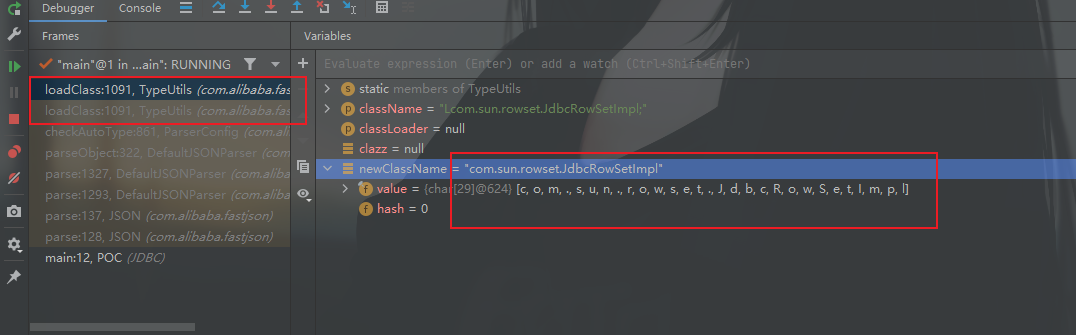 Debugger Console
Frames
Variables
"main"@1 in ...ain": RUNNING
Evaluate expression (Enter) or add a watch (Ctrl+Shift+Enter)
loadClass:1091, TypeUtils (com.alibaba.fast
loadClass:1091, TypeUtils (com.alibaba.fast
checkAutoType:861, ParserConfig (com.aliba
parseObject:322, DefaultJSONParser (com.a
parse:1327, DefaultJSONParser (com.alibab
parse:1293, DefaultJSONParser (com.alibab
parse:137, JSON (com.alibaba.fastjson)
parse:128, JSON (com.alibaba.fastjson)
main:12, POC (JDBC)
s static members of TypeUtils
p className = "Lcom.sun.rowset.JdbcRowSetImpl;"
p classLoader = null
clazz = null
newClassName = "com.sun.rowset.JdbcRowSetImpl"
f value = {char[29]@624} [c, o, m, ., s, u, n, ., r, o, w, s, e, t, ., J, d, b, c, R, o, w, S, e, t, I, m, p, l]
f hash = 0